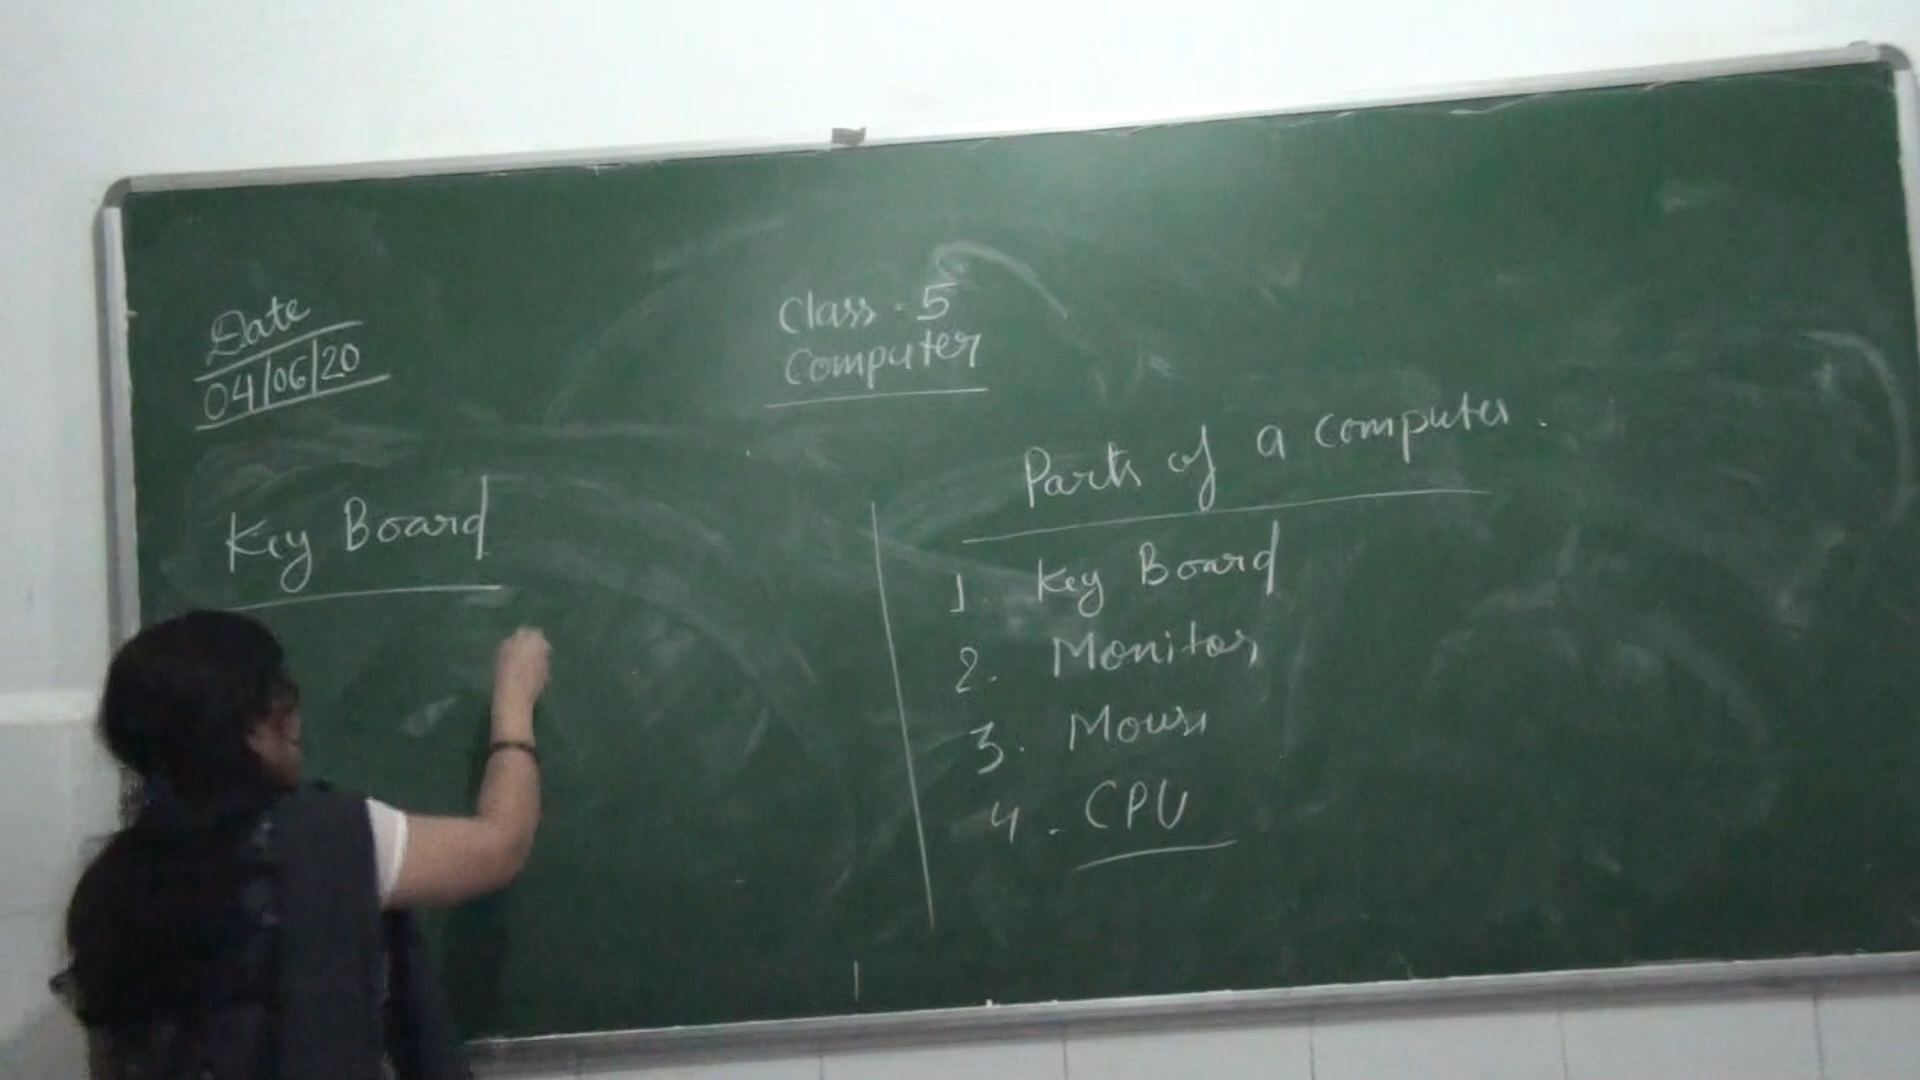 Date
04/06/20
Class . 5
Computer
Key Board
Parts of a computer .
1. Key Board
2. Monitor
3. Mouse
4. CPU